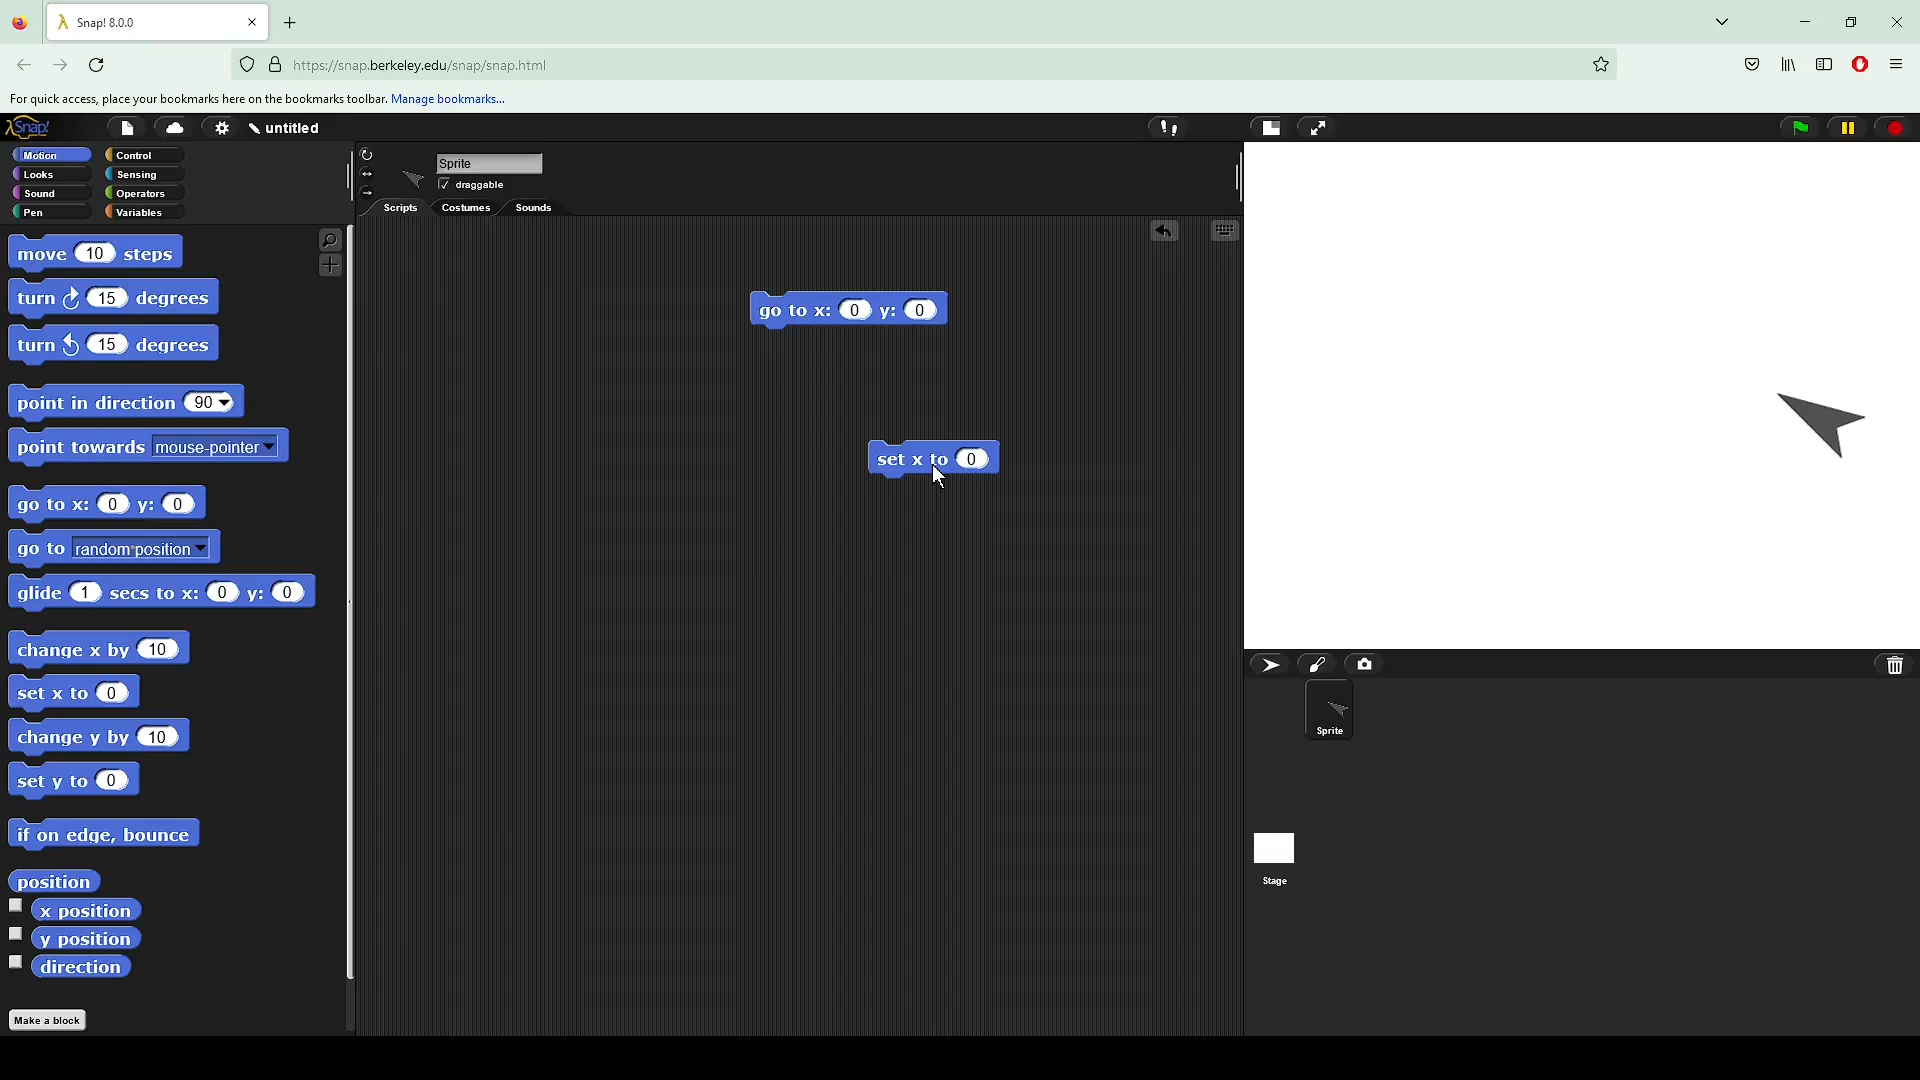 Snap! 8.0.0
https://snap.berkeley.edu/snap/snap.html
For quick access, place your bookmarks here on the bookmarks toolbar. Manage bookmarks...
Snap!
untitled
Motion
Control
Looks
Sensing
Sound
Operators
Pen
Variables
Sprite
draggable
Scripts
Costumes
Sounds
move 10 steps
turn 15 degrees
turn 15 degrees
point in direction 90
point towards mouse-pointer
go to x: 0 y: 0
go to random position
glide 1 secs to x: 0 y: 0
change x by 10
set x to 0
change y by 10
set y to 0
if on edge, bounce
position
x position
y position
direction
Make a block
go to x: 0 y: 0
set x to 0
Sprite
Stage